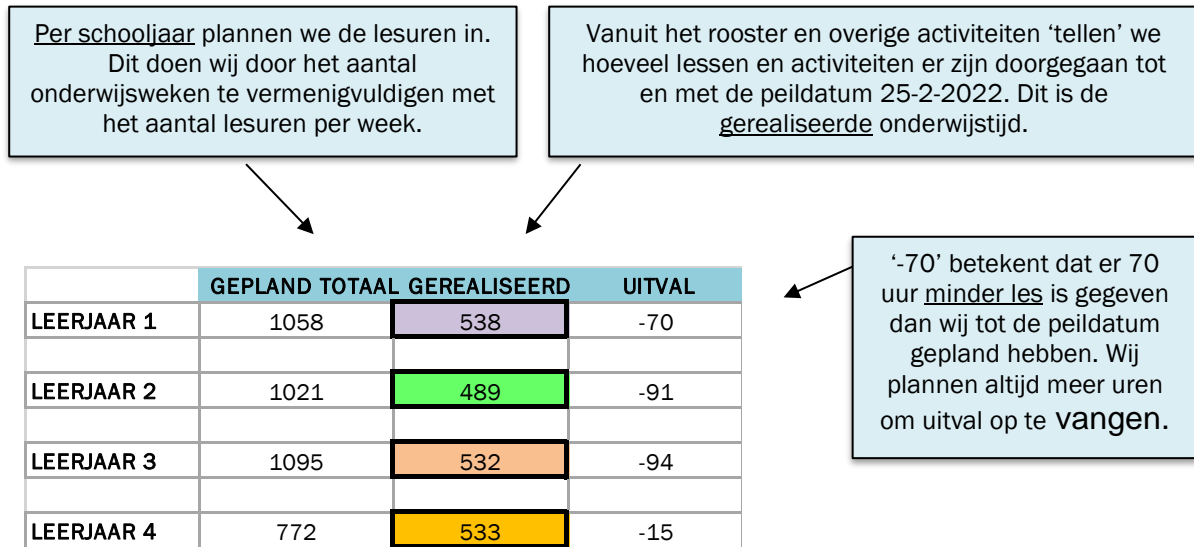 Per schooljaar plannen we de lesuren in.
Dit doen wij door het aantal
onderwijsweken te vermenigvuldigen met
het aantal lesuren per week.
Vanuit het rooster en overige activiteiten ‘tellen’ we
hoeveel lessen en activiteiten er zijn doorgegaan tot
en met de peildatum 25-2-2022. Dit is de
gerealiseerde onderwijstijd.
‘-70’ betekent dat er 70
uur minder les is gegeven
dan wij tot de peildatum
gepland hebben. Wij
plannen altijd meer uren
om uitval op te vangen.
GEPLAND TOTAAL GEREALISEERD UITVAL
LEERJAAR 1 1058 538 -70
LEERJAAR 2 1021 489 -91
LEERJAAR 3 1095 532 -94
LEERJAAR 4 772 533 -15